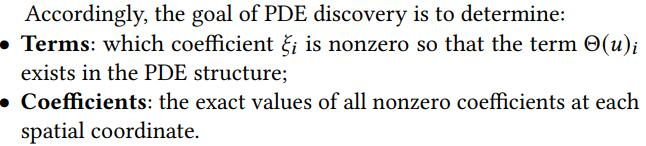 Accordingly, the goal of PDE discovery is to determine:
• Terms: which coefficient ξi is nonzero so that the term Θ(u)i
exists in the PDE structure;
• Coefficients: the exact values of all nonzero coefficients at each
spatial coordinate.